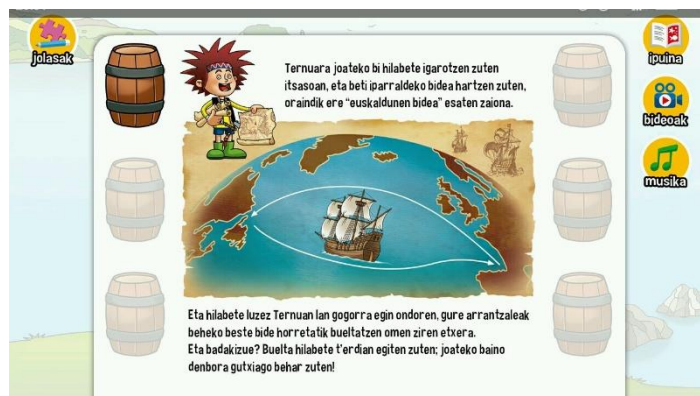 jolasak
ipuina
bideoak
musika
Ternuara joateko bi hilabete igarotzen zuten
itsasoan, eta beti iparraldeko bidea hartzen zuten,
oraindik ere “euskaldunen bidea” esaten zaiona.
Eta hilabete luzez Ternuan lan gogorra egin ondoren, gure arrantzaleak
beheko beste bide horretatik bueltatzen omen ziren etxera.
Eta badakizue? Buelta hilabete t'erdian egiten zuten; joateko baino
denbora gutxiago behar zuten!